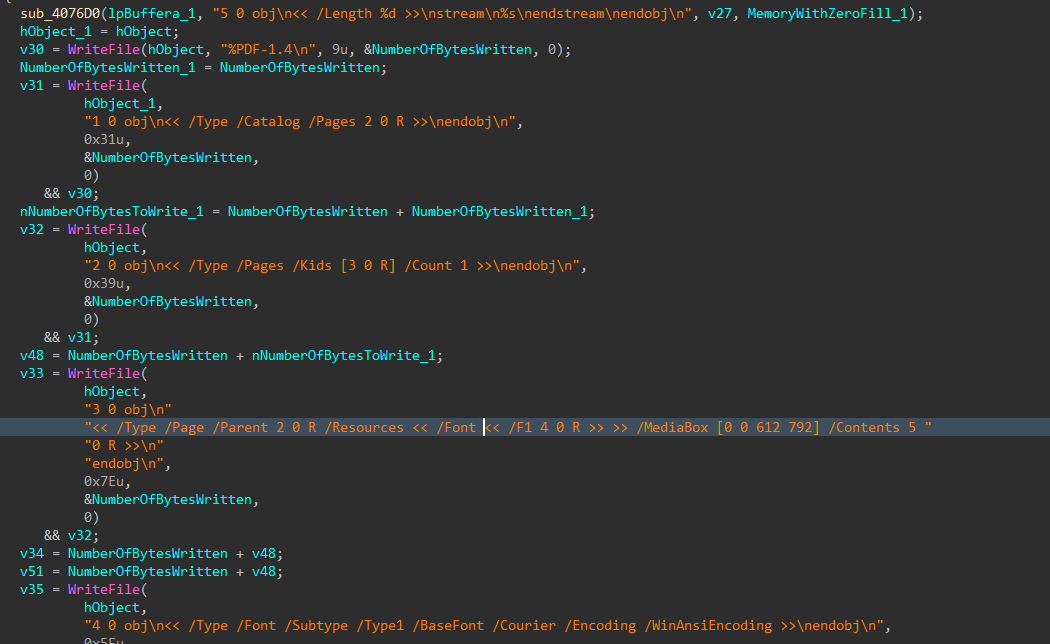 sub_4076D0(lpBuffera_1, "5 0 obj\n<< /Length %d >>\nstream\n%s\nendstream\nendobj\n", v27, MemoryWithZeroFill_1);
hObject_1 = hObject;
v30 = WriteFile(hObject, "%PDF-1.4\n", 9u, &NumberOfBytesWritten, 0);
NumberOfBytesWritten_1 = NumberOfBytesWritten;
v31 = WriteFile(
hObject_1,
"1 0 obj\n<< /Type /Catalog /Pages 2 0 R >>\nendobj\n",
0x31u,
&NumberOfBytesWritten,
0)
&& v30;
nNumberOfBytesToWrite_1 = NumberOfBytesWritten + NumberOfBytesWritten_1;
v32 = WriteFile(
hObject,
"2 0 obj\n<< /Type /Pages /Kids [3 0 R] /Count 1 >>\nendobj\n",
0x39u,
&NumberOfBytesWritten,
0)
&& v31;
v48 = NumberOfBytesWritten + nNumberOfBytesToWrite_1;
v33 = WriteFile(
hObject,
"3 0 obj\n"
"<< /Type /Page /Parent 2 0 R /Resources << /Font << /F1 4 0 R >> >> /MediaBox [0 0 612 792] /Contents 5 "
"0 R >>\n"
"endobj\n",
0x7Eu,
&NumberOfBytesWritten,
0)
&& v32;
v34 = NumberOfBytesWritten + v48;
v51 = NumberOfBytesWritten + v48;
v35 = WriteFile(
hObject,
"4 0 obj\n<< /Type /Font /Subtype /Type1 /BaseFont /Courier /Encoding /WinAnsiEncoding >>\nendobj\n",